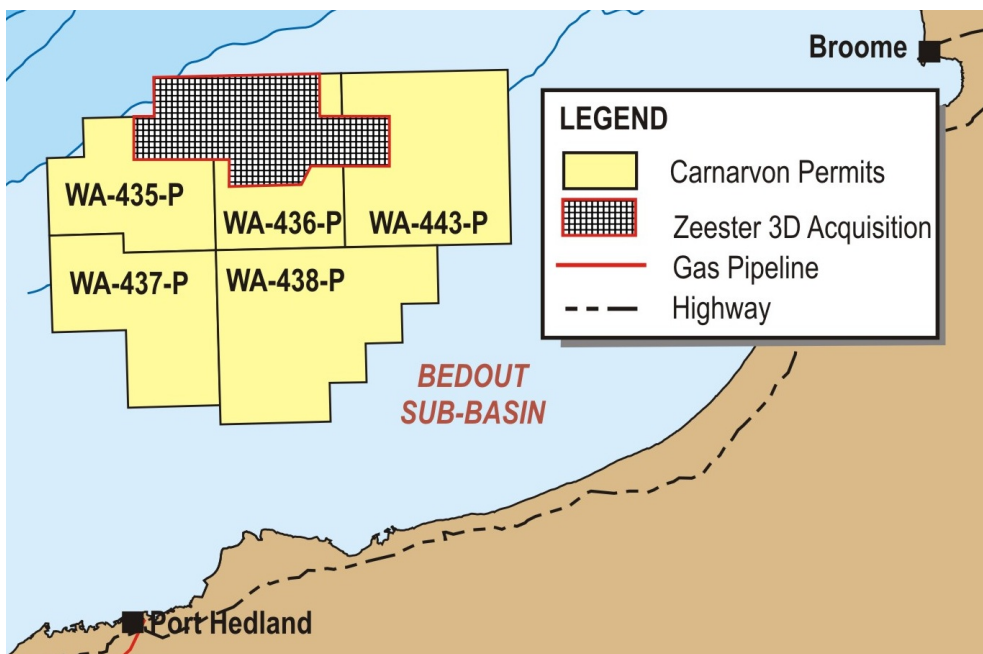 Broome
LEGEND
Carnarvon Permits
Zeester 3D Acquisition
Gas Pipeline
Highway
WA-435-P
WA-436-P
WA-443-P
WA-437-P
WA-438-P
BEDOUT
SUB-BASIN
Port Hedland